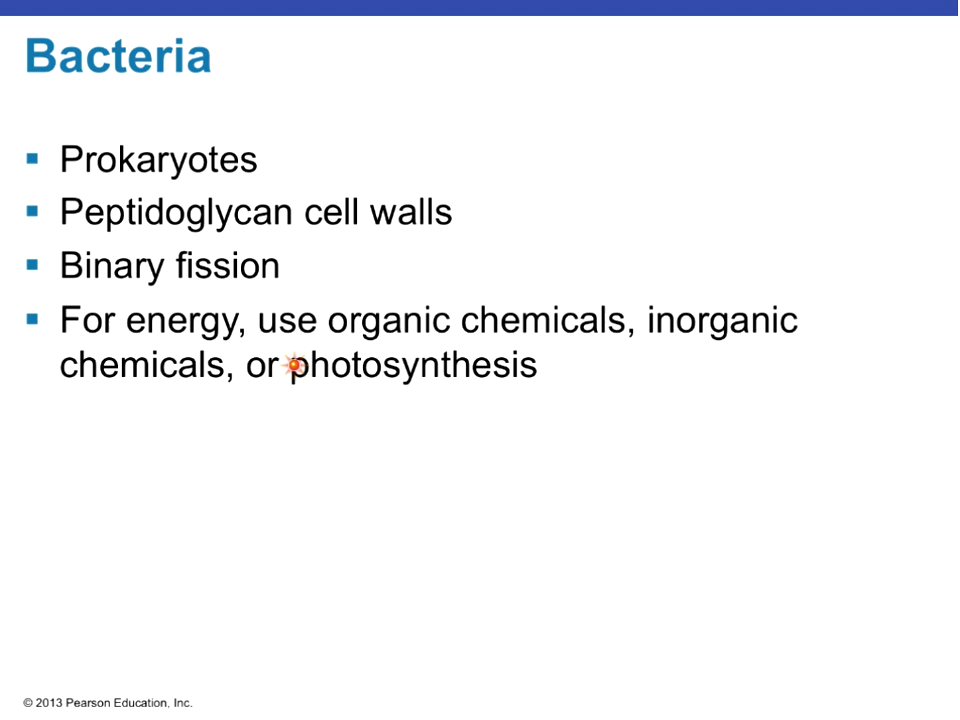 Bacteria
▪ Prokaryotes
▪ Peptidoglycan cell walls
▪ Binary fission
▪ For energy, use organic chemicals, inorganic
chemicals, or photosynthesis
© 2013 Pearson Education, Inc.